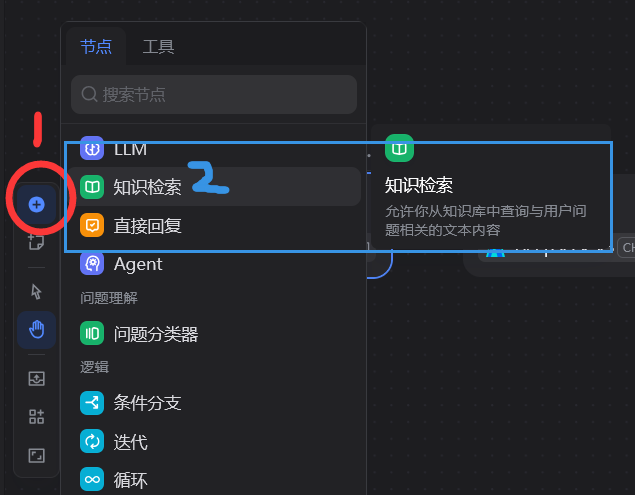 节点 工具
搜索节点
1
LLM
知识检索 2
知识检索
允许你从知识库中查询与用户问
题相关的文本内容
直接回复
CH
Agent
问题理解
问题分类器
逻辑
条件分支
迭代
循环